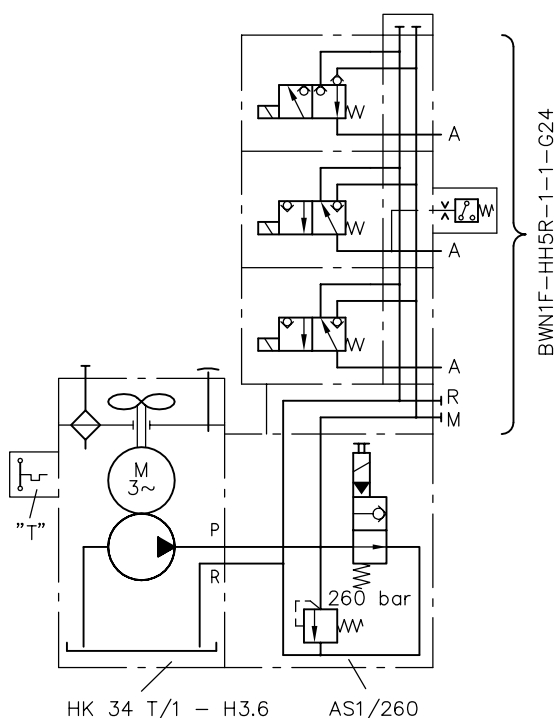 A
A
A
R
M
BWN1F-HH5R-1-1-G24
M
3~
"T"
P
R
260 bar
HK 34 T/1 - H3.6
AS1/260